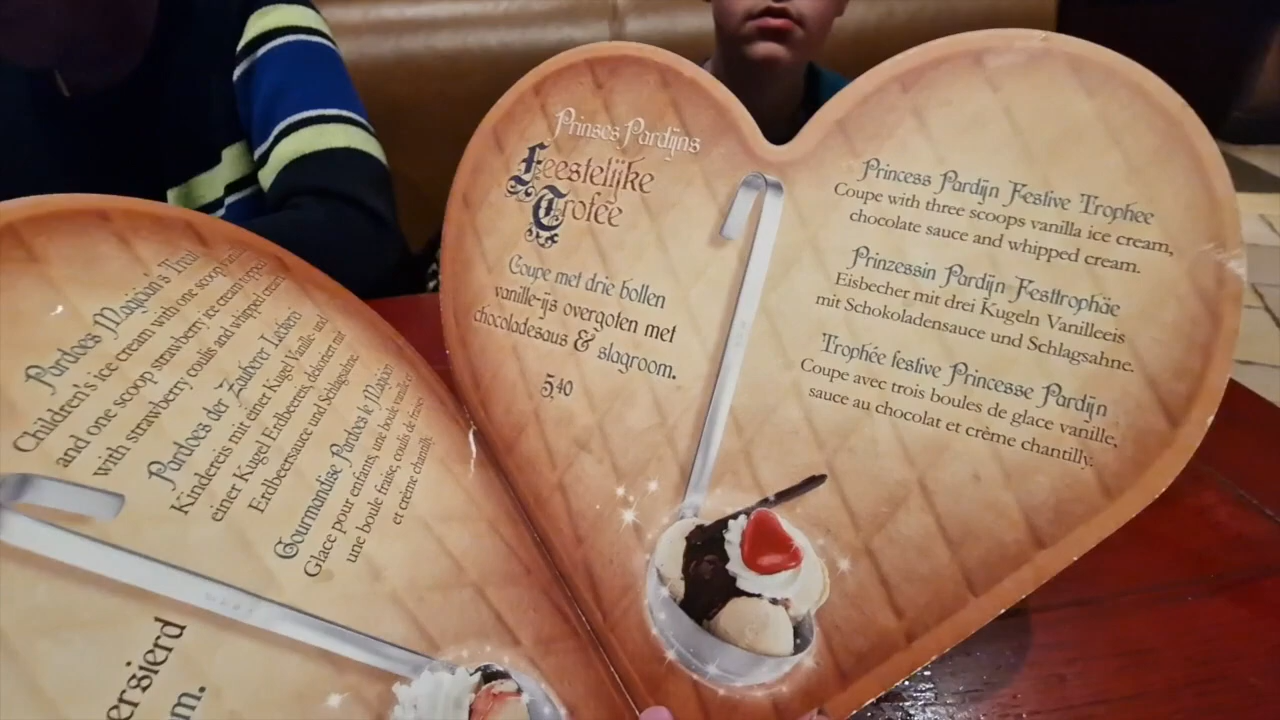 Pardoes Magician's Treat
Children's ice cream with one scoop vanilla
and one scoop strawberry ice cream topped
with strawberry coulis and whipped cream
Pardoes der Zauberer Lackerei
Kindereis mit einer Kugel Vanille- und
einer Kugel Erdbeereis, dekoriert mit
Erdbeersauce und Schlagsahne.
Gourmandise Pardoes le Magicien
Glace pour enfants, une boule vanille et
une boule fraise, coulis de fraises
et crème chantilly.
Prinses Pardijns
Feestelijke
Trofee
Coupe met drie bollen
vanille-ijs overgoten met
chocoladesaus & slagroom.
5,40
Princess Pardijn Festive Trophee
Coupe with three scoops vanilla ice cream,
chocolate sauce and whipped cream.
Prinzessin Pardijn Festtrophäe
Eisbecher mit drei Kugeln Vanilleeis
mit Schokoladensauce und Schlagsahne.
Trophée festive Princesse Pardijn
Coupe avec trois boules de glace vanille,
sauce au chocolat et crème chantilly.